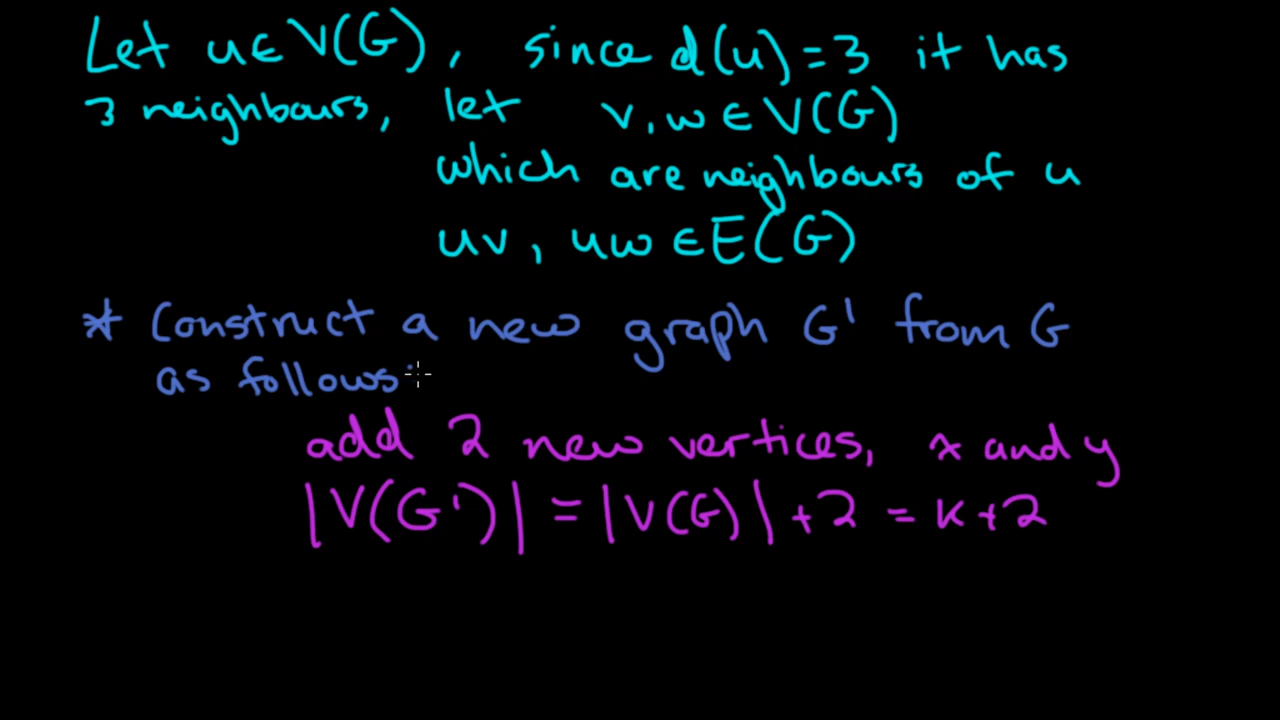 Let u ∈ V(G), since d(u) = 3 it has
3 neighbours, let v, w ∈ V(G)
which are neighbours of u
uv, uw ∈ E(G)
* Construct a new graph G' from G
as follows:
add 2 new vertices, x and y
|V(G')| = |V(G)| + 2 = k + 2